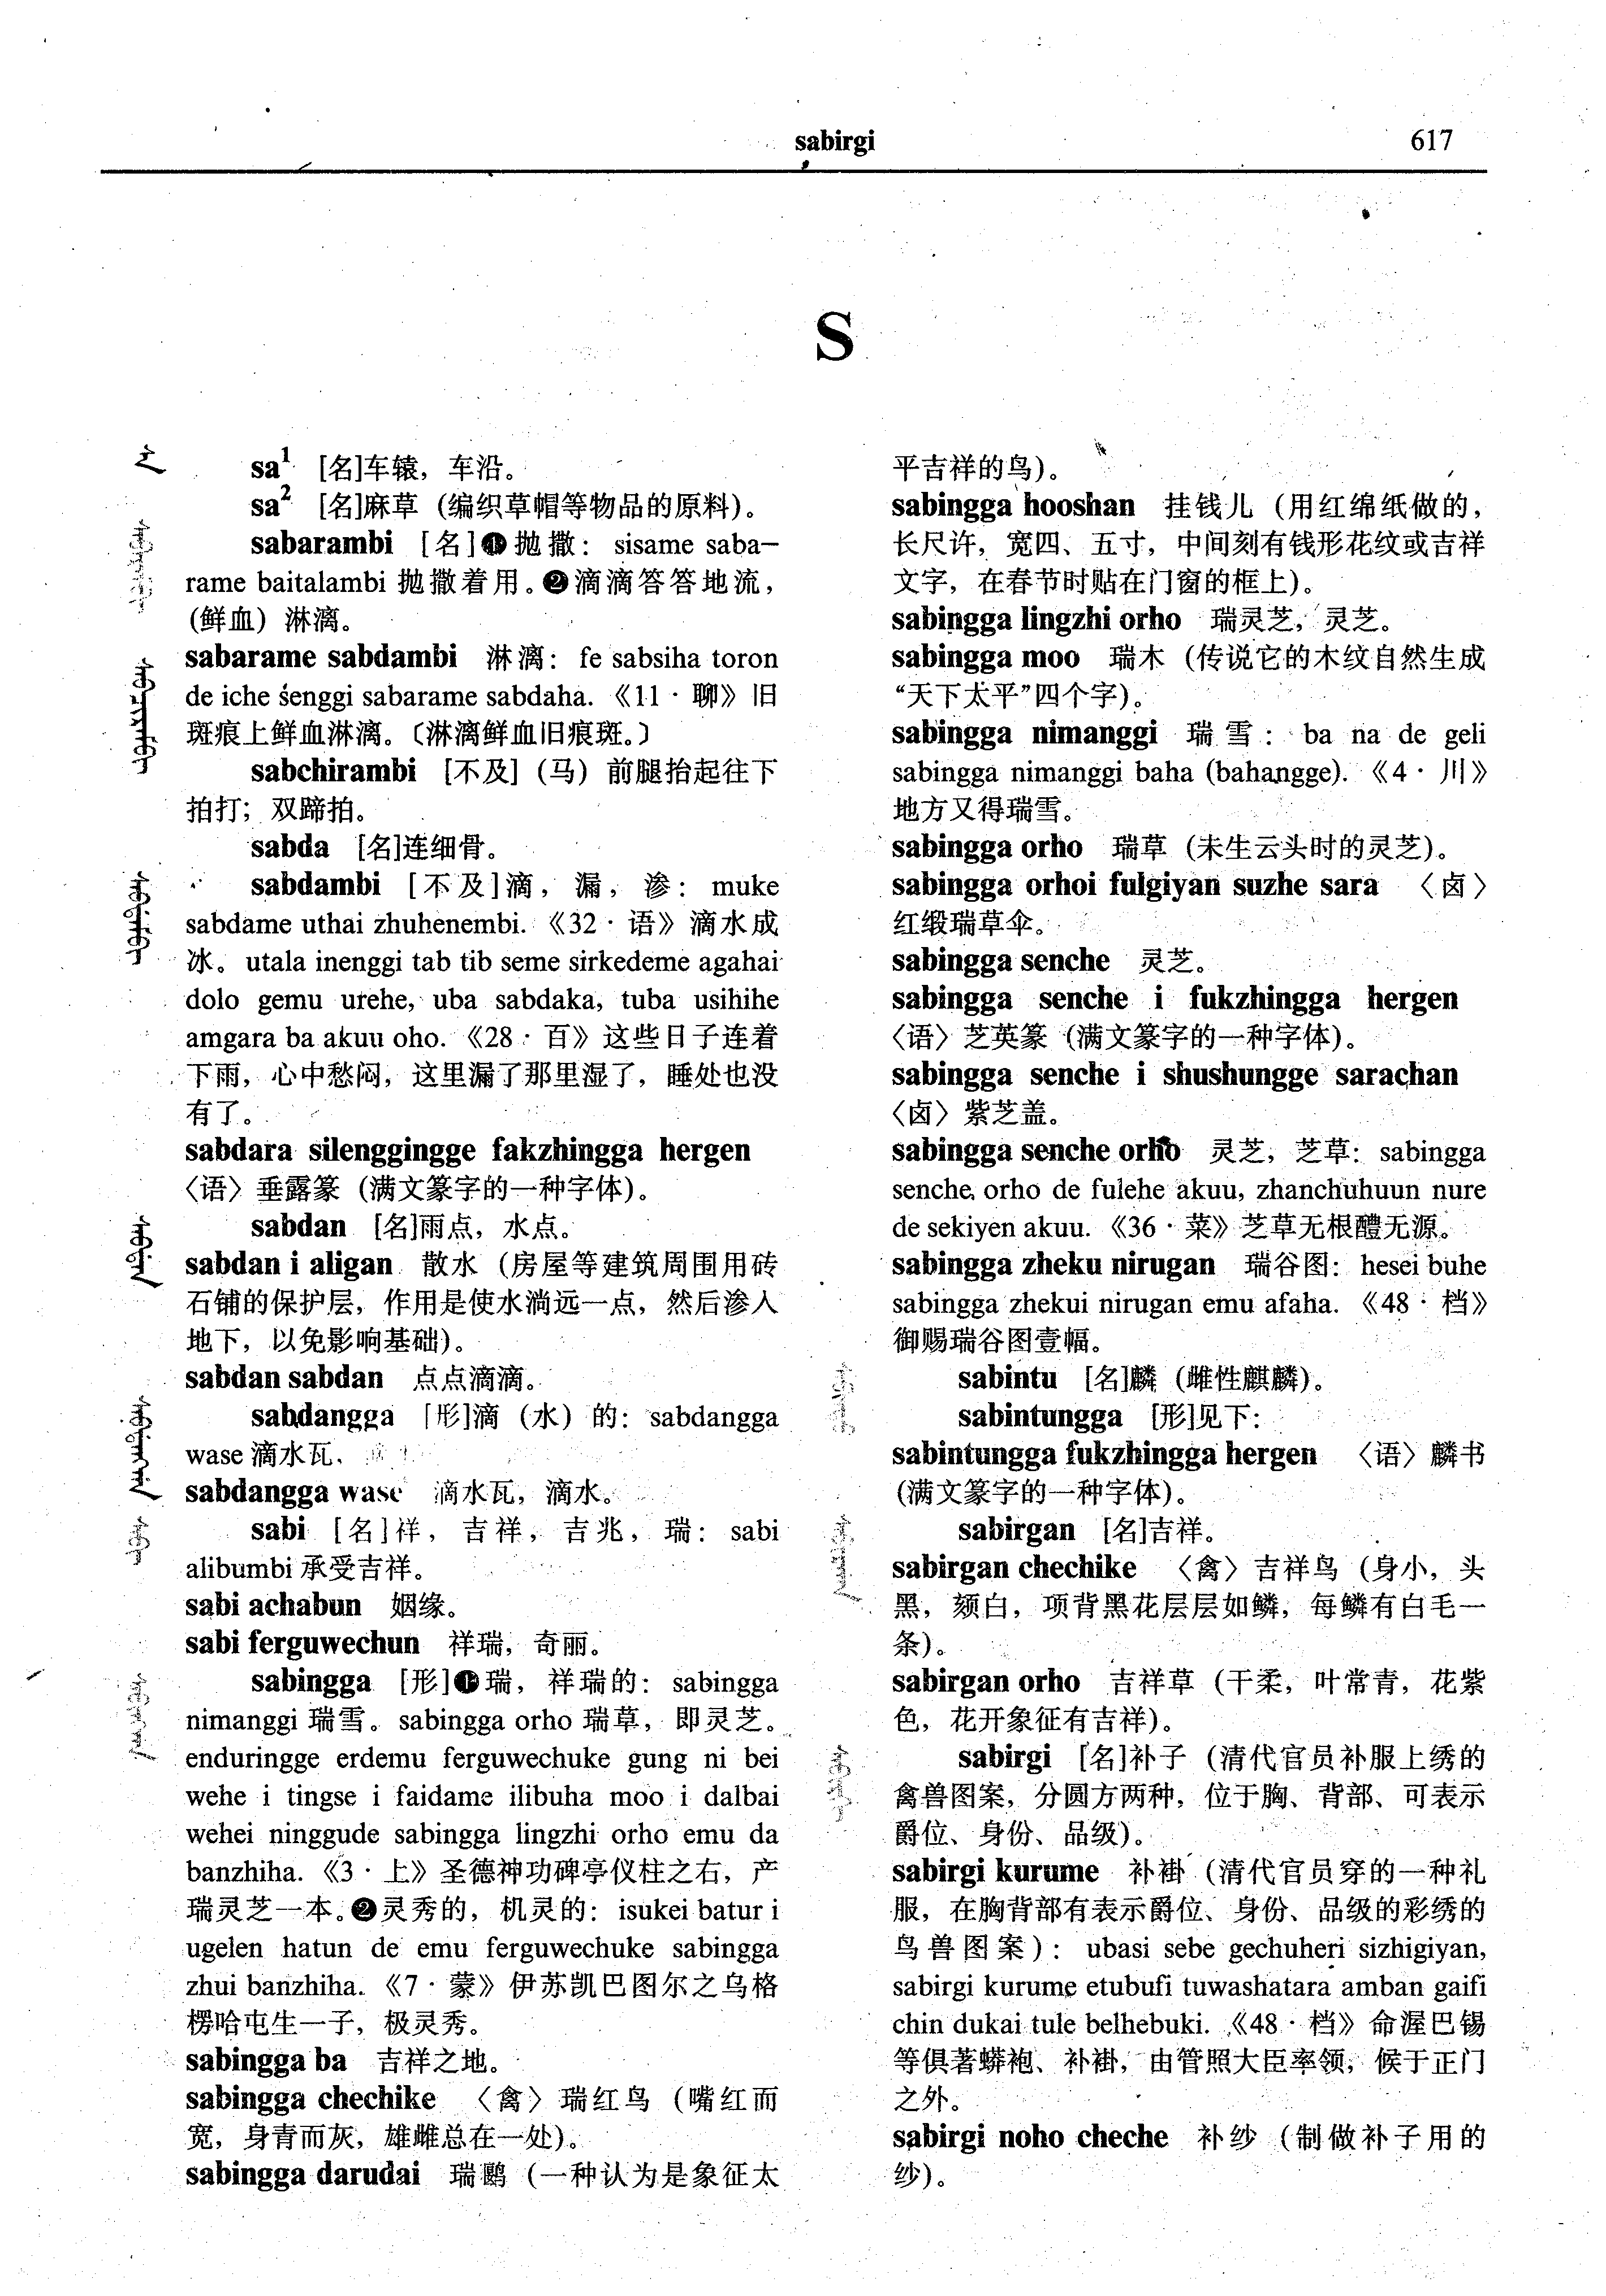 sabirgi
617
S
sa¹ [名]车辕，车沿。
sa² [名]麻草（编织草帽等物品的原料）。
sabarambi [名]❶抛撒：sisame saba—
rame baitalambi 抛撒着用。❷滴滴答答地流，
（鲜血）淋漓。
sabarame sabdambi 淋漓：fe sabsiha toron
de iche senggi sabarame sabdaha.《11·聊》旧
斑痕上鲜血淋漓。〔淋漓鲜血旧痕斑。〕
sabchirambi [不及]（马）前腿抬起往下
拍打；双蹄拍。
sabda [名]连细骨。
sabdambi [不及]滴，漏，渗：muke
sabdame uthai zhuhenembi.《32·语》滴水成
冰。utala inenggi tab tib seme sirkedeme agahai
dolo gemu urehe, uba sabdaka, tuba usihihe
amgara ba akuu oho.《28·百》这些日子连着
下雨，心中愁闷，这里漏了那里湿了，睡处也没
有了。
sabdara silenggingge fakzhingga hergen
〈语〉垂露篆（满文篆字的一种字体）。
sabdan [名]雨点，水点。
sabdan i aligan 散水（房屋等建筑周围用砖
石铺的保护层，作用是使水淌远一点，然后渗入
地下，以免影响基础）。
sabdan sabdan 点点滴滴。
sabdangga [形]滴（水）的：sabdangga
wase 滴水瓦.
sabdangga wase 滴水瓦，滴水。
sabi [名]祥，吉祥，吉兆，瑞：sabi
alibumbi 承受吉祥。
sabi achabun 姻缘。
sabi ferguwechun 祥瑞，奇丽。
sabingga [形]❶瑞，祥瑞的：sabingga
nimanggi 瑞雪。sabingga orho 瑞草，即灵芝。
enduringge erdemu ferguwechuke gung ni bei
wehe i tingse i faidame ilibuha moo i dalbai
wehei ninggude sabingga lingzhi orho emu da
banzhiha.《3·上》圣德神功碑亭仪柱之右，产
瑞灵芝一本。❷灵秀的，机灵的：isukei batur i
ugelen hatun de emu ferguwechuke sabingga
zhui banzhiha.《7·蒙》伊苏凯巴图尔之乌格
楞哈屯生一子，极灵秀。
sabingga ba 吉祥之地。
sabingga chechike 〈禽〉瑞红鸟（嘴红而
宽，身青而灰，雄雌总在一处）。
sabingga darudai 瑞鶠（一种认为是象征太
平吉祥的鸟）。
sabingga hooshan 挂钱儿（用红绵纸做的，
长尺许，宽四、五寸，中间刻有钱形花纹或吉祥
文字，在春节时贴在门窗的框上）。
sabingga lingzhi orho 瑞灵芝，灵芝。
sabingga moo 瑞木（传说它的木纹自然生成
“天下太平”四个字）。
sabingga nimanggi 瑞雪：ba na de geli
sabingga nimanggi baha (bahangge).《4·川》
地方又得瑞雪。
sabingga orho 瑞草（未生云头时的灵芝）。
sabingga orhoi fulgiyan suzhe sara 〈卤〉
红缎瑞草伞。
sabingga senche 灵芝。
sabingga senche i fukzhingga hergen
〈语〉芝英篆（满文篆字的一种字体）。
sabingga senche i shushungge sarachan
〈卤〉紫芝盖。
sabingga senche orho 灵芝，芝草：sabingga
senche orho de fulehe akuu, zhanchuhuun nure
de sekiyen akuu.《36·菜》芝草无根醴无源。
sabingga zheku nirugan 瑞谷图：hesei buhe
sabingga zhekui nirugan emu afaha.《48·档》
御赐瑞谷图壹幅。
sabintu [名]麟（雌性麒麟）。
sabintungga [形]见下：
sabintungga fukzhingga hergen 〈语〉麟书
（满文篆字的一种字体）。
sabirgan [名]吉祥。
sabirgan chechike 〈禽〉吉祥鸟（身小，头
黑，颏白，项背黑花层层如鳞，每鳞有白毛一
条）。
sabirgan orho 吉祥草（干柔，叶常青，花紫
色，花开象征有吉祥）。
sabirgi [名]补子（清代官员补服上绣的
禽兽图案，分圆方两种，位于胸、背部、可表示
爵位、身份、品级）。
sabirgi kurume 补褂（清代官员穿的一种礼
服，在胸背部有表示爵位、身份、品级的彩绣的
鸟兽图案）：ubasi sebe gechuheri sizhigiyan,
sabirgi kurume etubufi tuwashatara amban gaifi
chin dukai tule belhebuki.《48·档》命渥巴锡
等俱著蟒袍、补褂，由管照大臣率领，候于正门
之外。
sabirgi noho cheche 补纱（制做补子用的
纱）。